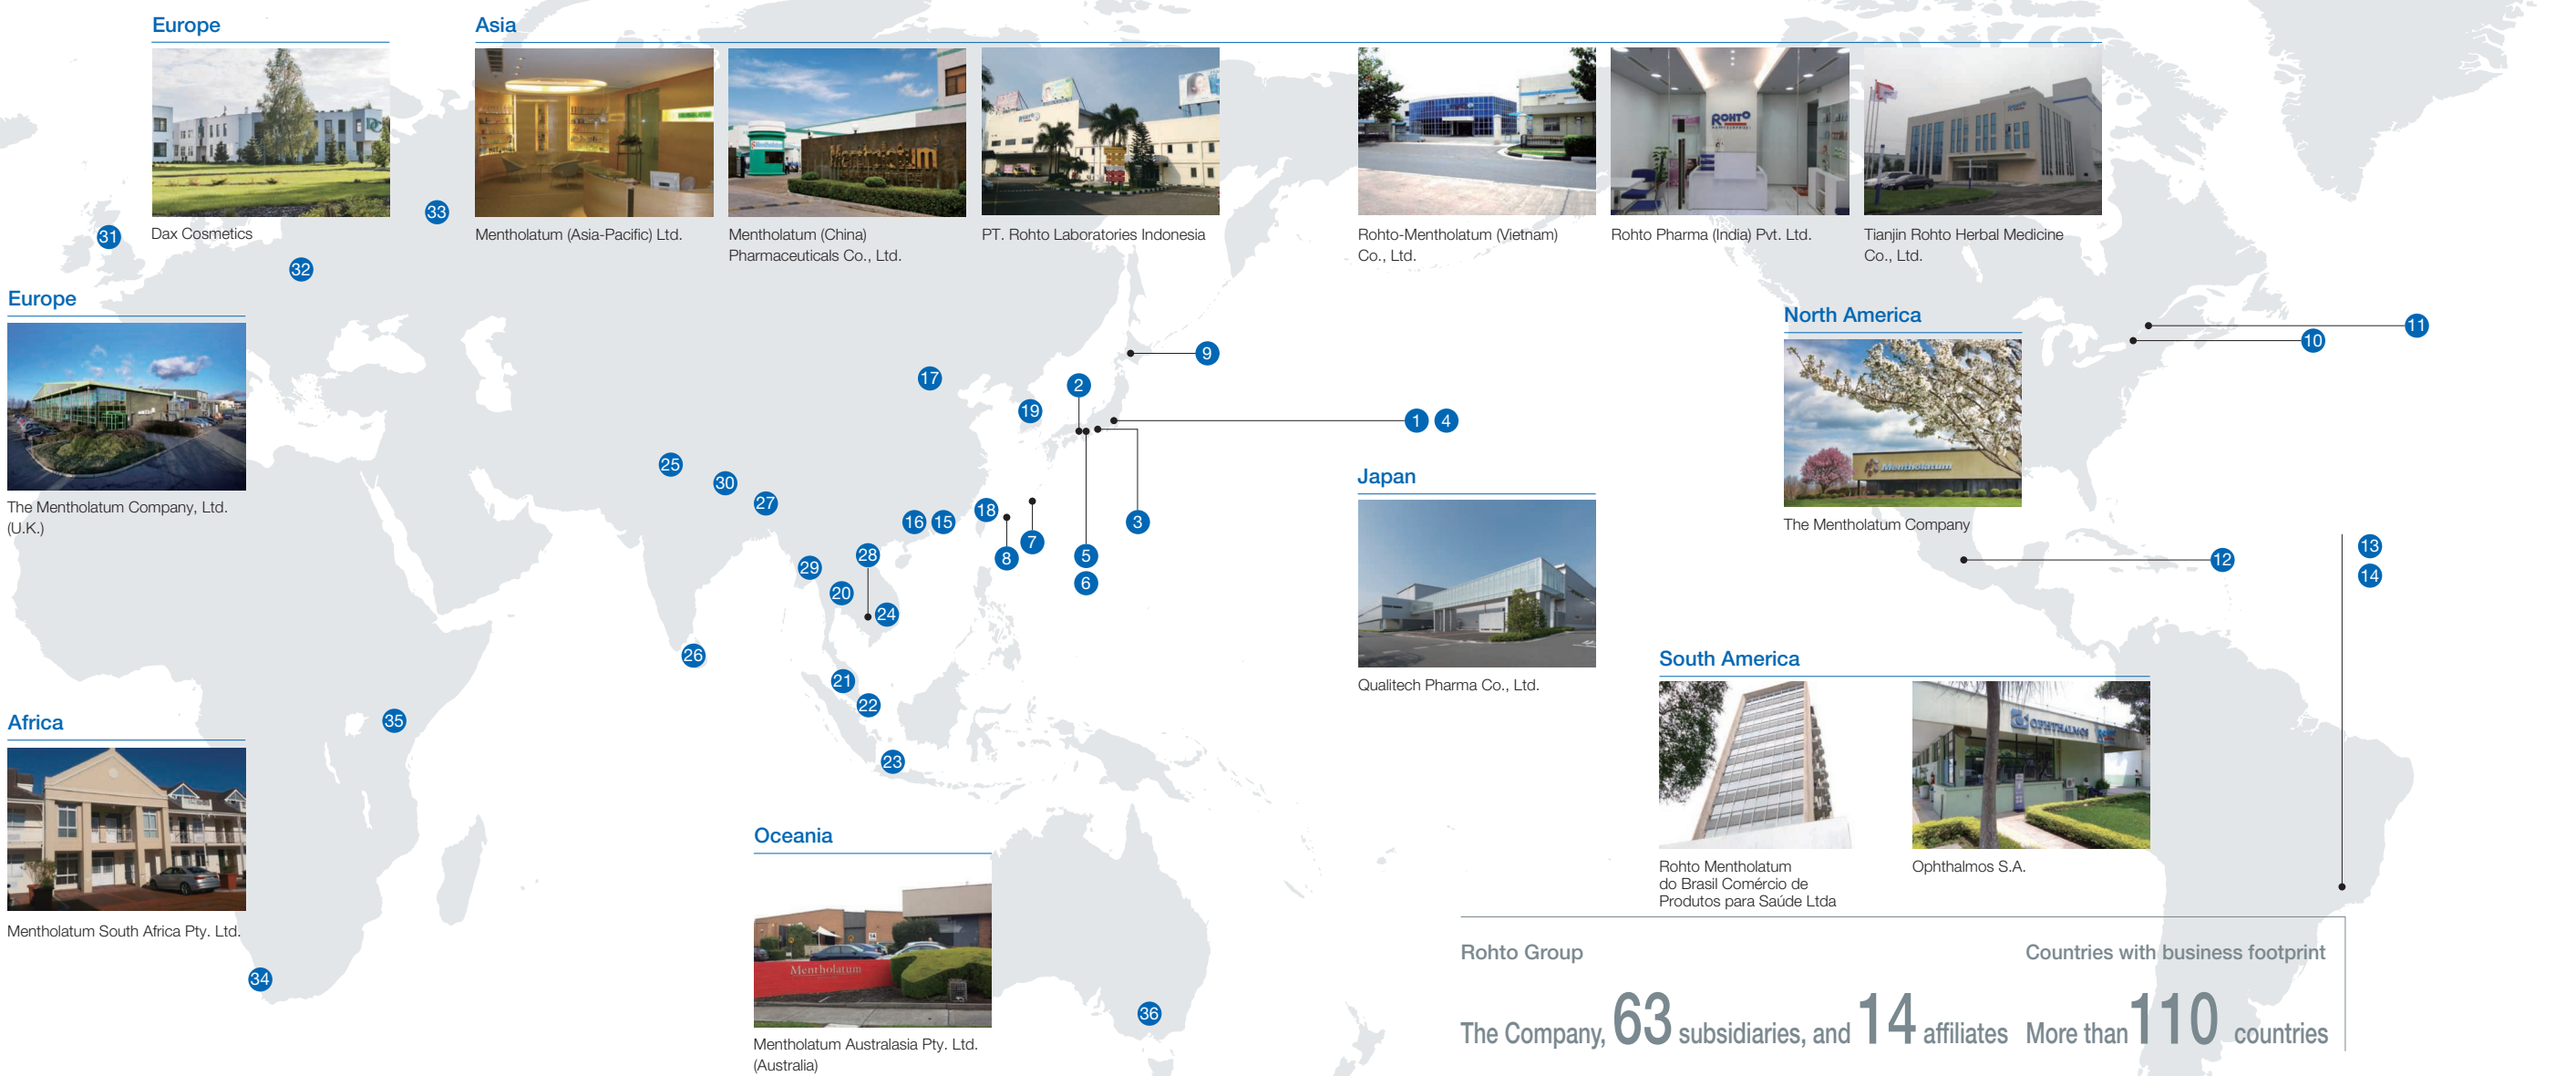 Europe
Dax Cosmetics
Asia
Mentholatum (Asia-Pacific) Ltd.
Mentholatum
Mentholatum (China)
Pharmaceuticals Co., Ltd.
PT. Rohto Laboratories Indonesia
Rohto-Mentholatum (Vietnam)
Co., Ltd.
ROHTO
Rohto Pharma (India) Pvt. Ltd.
Tianjin Rohto Herbal Medicine
Co., Ltd.
31
33
32
Europe
The Mentholatum Company, Ltd.
(U.K.)
North America
Mentholatum
The Mentholatum Company
11
10
9
17
2
19
1
4
25
30
27
16
15
18
3
8
7
5
6
28
29
20
24
26
21
22
23
Japan
Qualitech Pharma Co., Ltd.
12
13
14
South America
Rohto Mentholatum
do Brasil Comércio de
Produtos para Saúde Ltda
OPHTHALMOS
Ophthalmos S.A.
Africa
35
Mentholatum South Africa Pty. Ltd.
34
Oceania
Mentholatum
Mentholatum Australasia Pty. Ltd.
(Australia)
36
Rohto Group
The Company, 63 subsidiaries, and 14 affiliates
Countries with business footprint
More than 110 countries